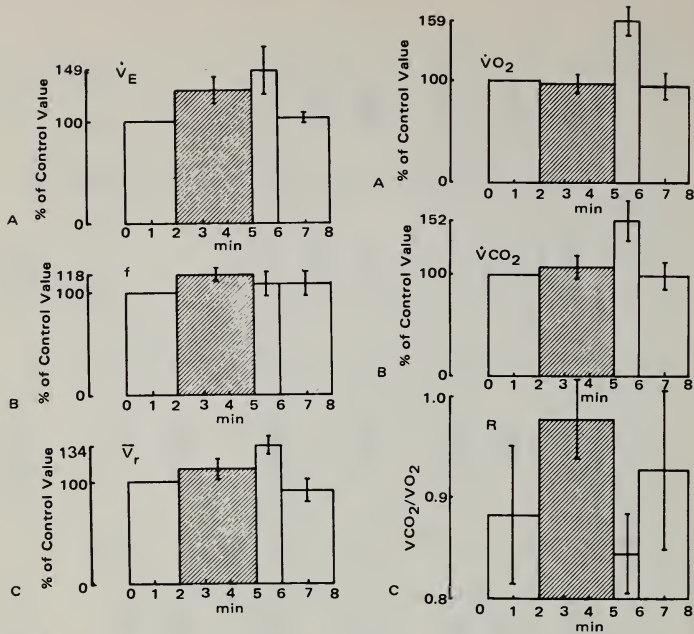 % of Control Value
149
100
0
V̇E
0 1 2 3 4 5 6 7 8
min
A
% of Control Value
118
100
0
f
0 1 2 3 4 5 6 7 8
min
B
% of Control Value
134
100
0
V̅r
0 1 2 3 4 5 6 7 8
min
C
% of Control Value
159
100
0
V̇O2
0 1 2 3 4 5 6 7 8
min
A
% of Control Value
152
100
0
V̇CO2
0 1 2 3 4 5 6 7 8
min
B
VCO2/VO2
1.0
0.9
0.8
R
0 1 2 3 4 5 6 7 8
min
C